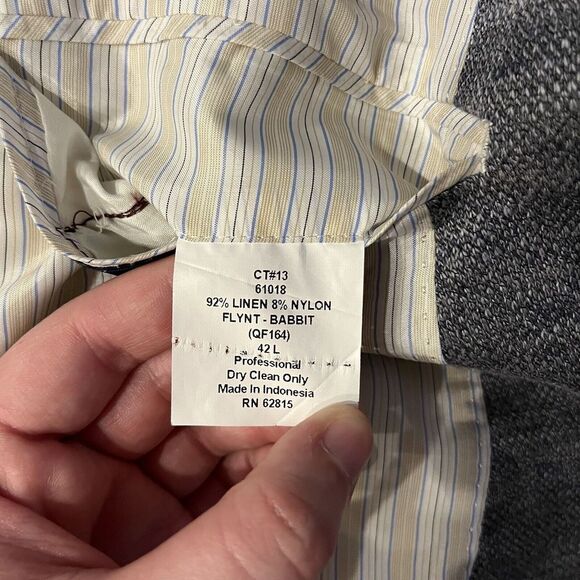 CT#13
61018
92% LINEN 8% NYLON
FLYNT - BABBIT
(QF164)
42 L
Professional
Dry Clean Only
Made in Indonesia
RN 62815